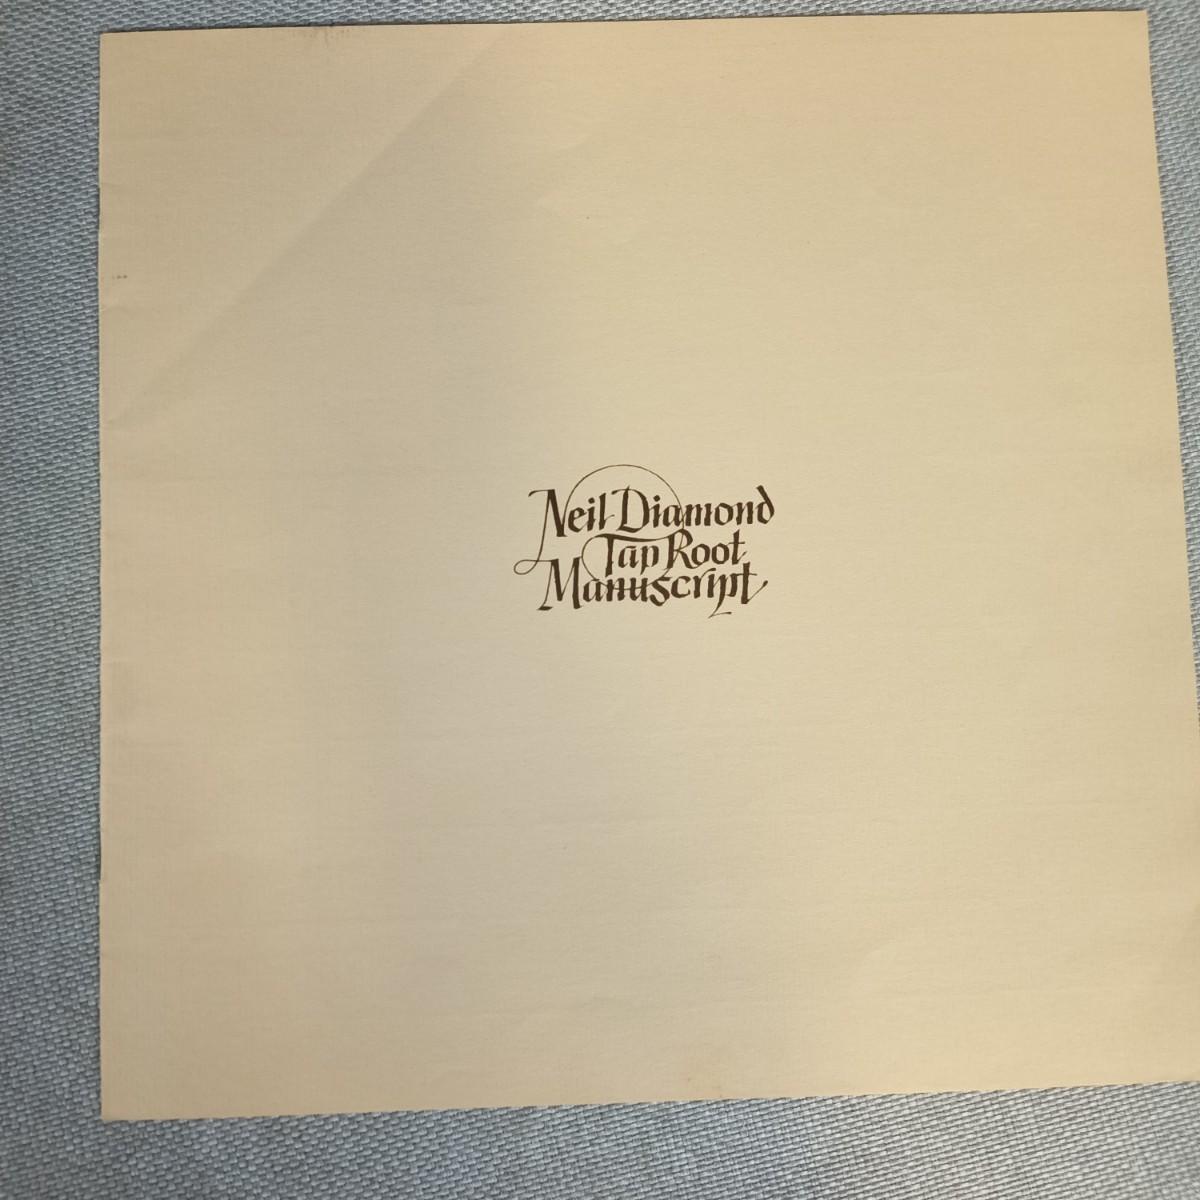 Neil Diamond
Tap Root
Manuscript